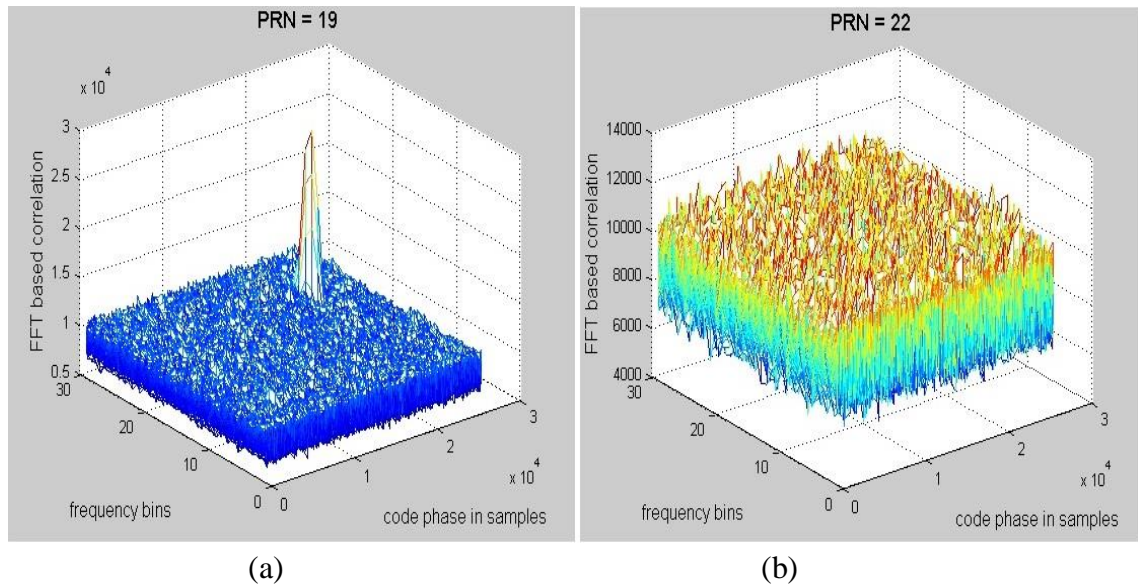 PRN = 19
x 10^4
3
2.5
2
1.5
1
0.5
FFT based correlation
30
20
10
0
frequency bins
0
1
2
3
x 10^4
code phase in samples
(a)
PRN = 22
14000
12000
10000
8000
6000
4000
FFT based correlation
30
20
10
0
frequency bins
0
1
2
3
x 10^4
code phase in samples
(b)